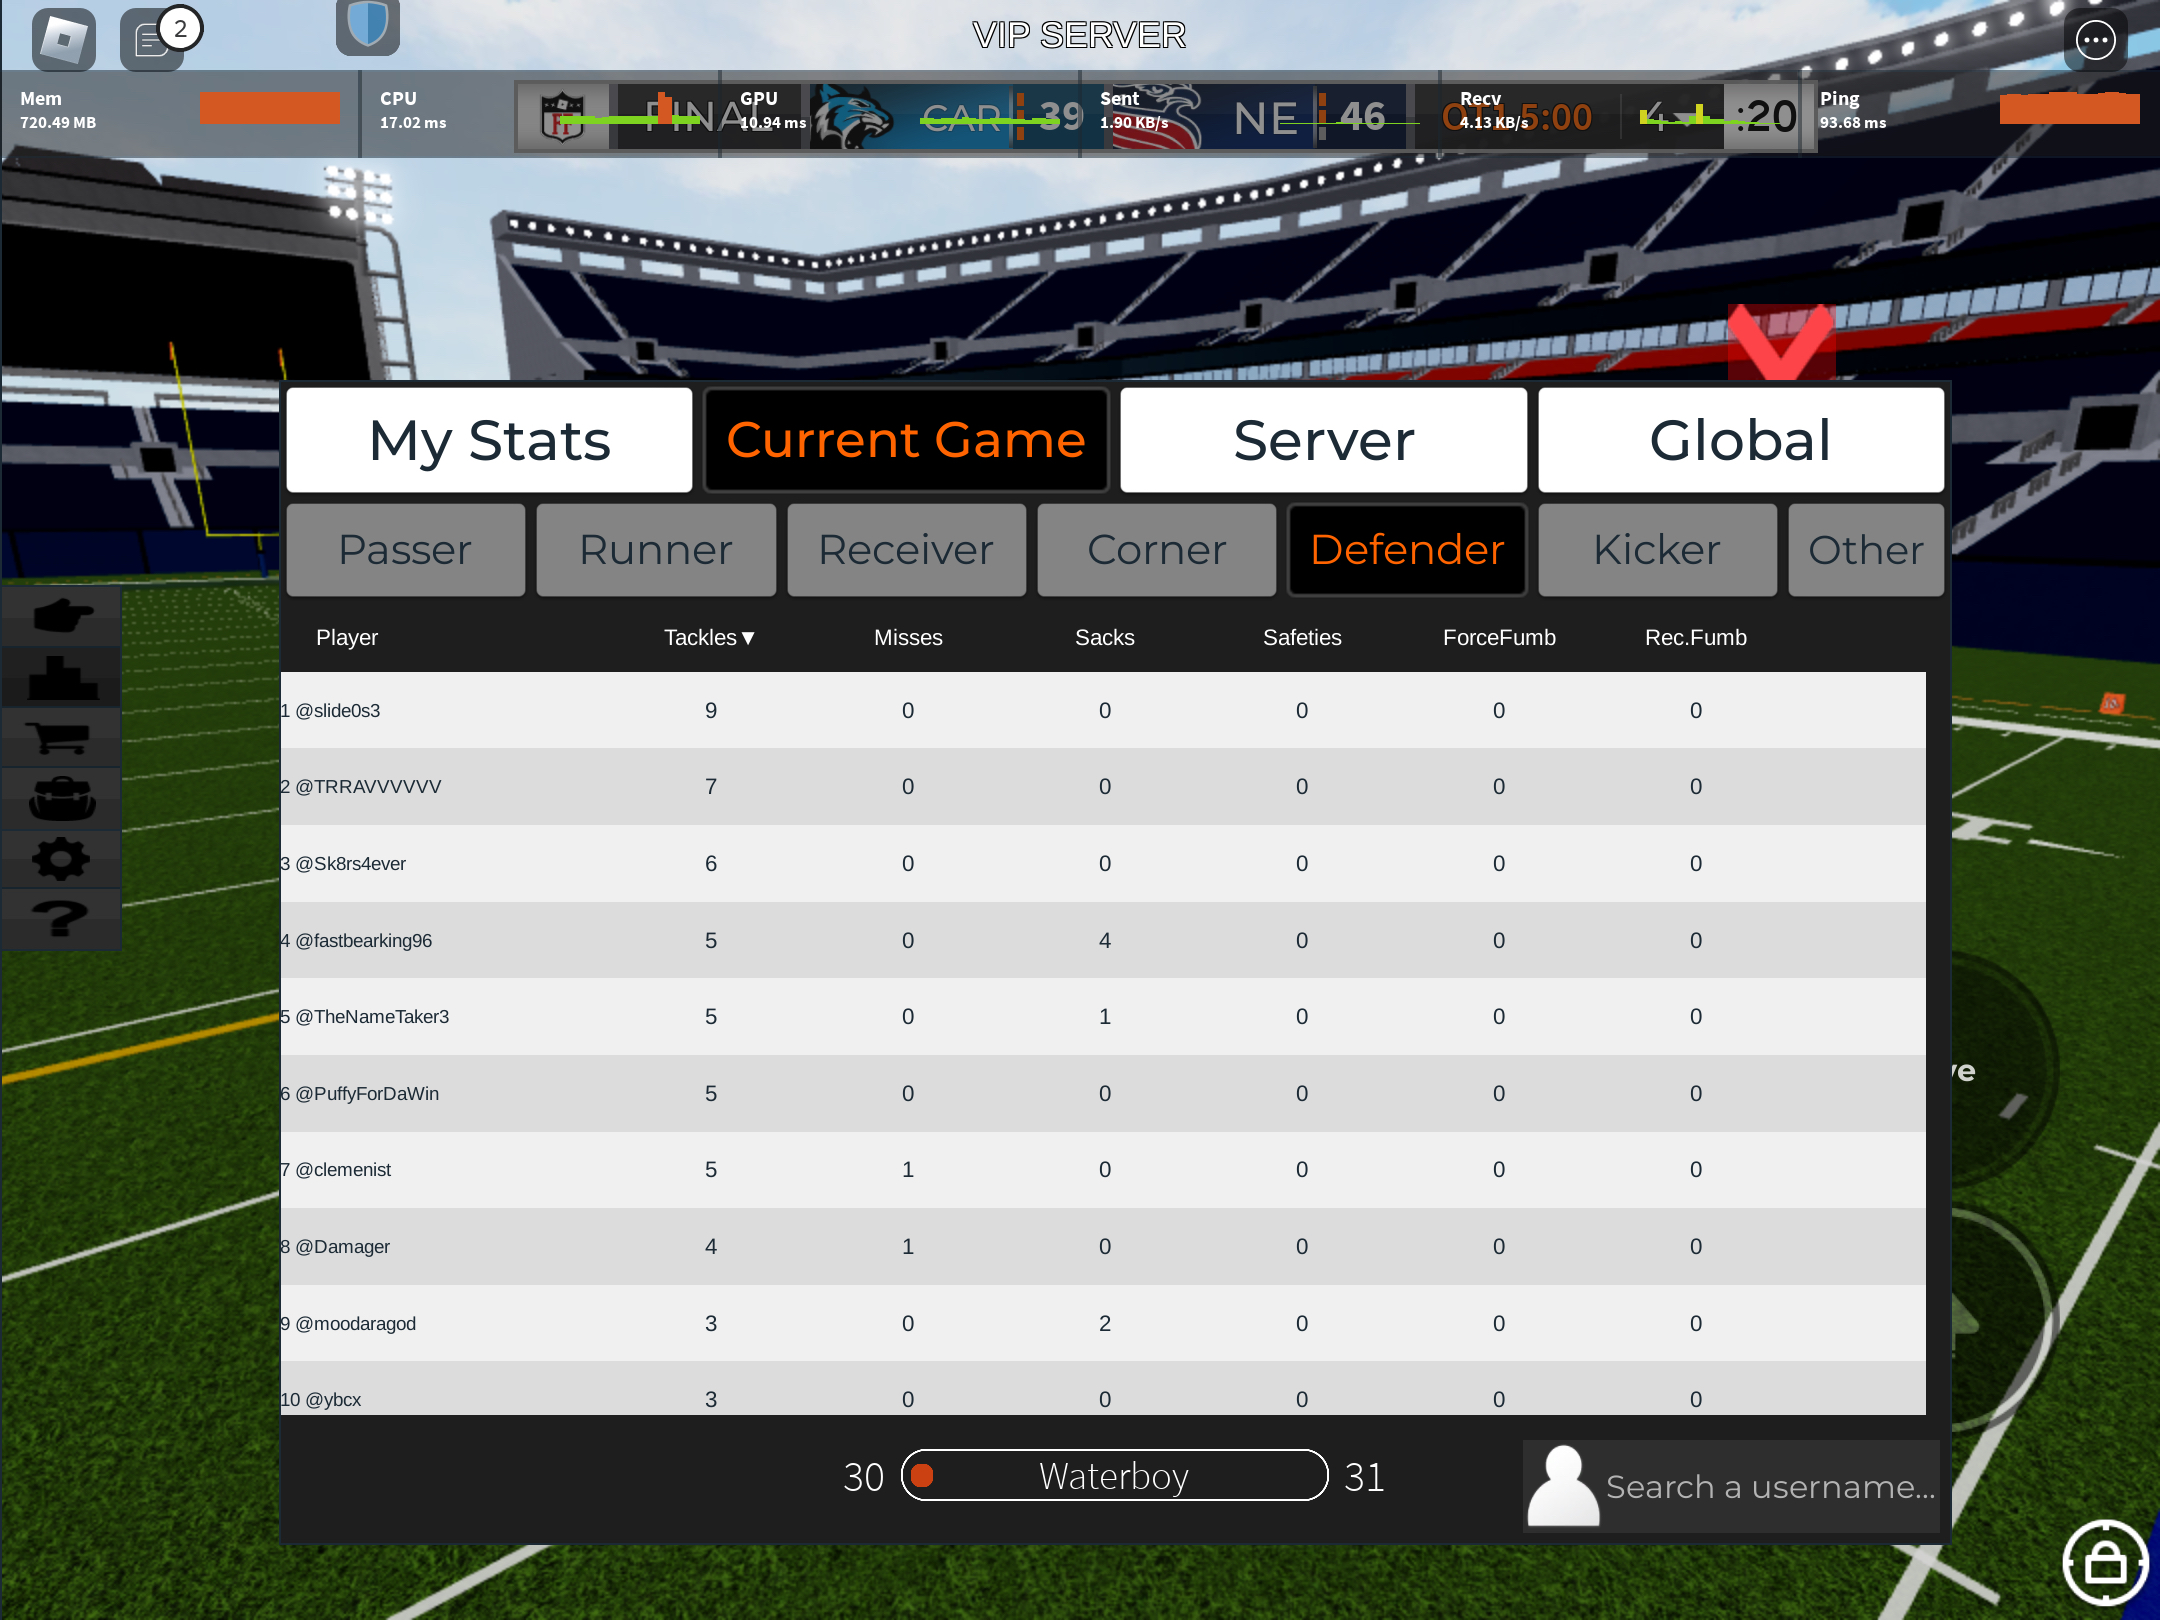 2
VIP SERVER
Mem
720.49 MB
CPU
17.02 ms
FINAL
GPU
10.94 ms
CAR 39
Sent
1.90 KB/s
NE 46
OT1 5:00
Recv
4.13 KB/s
4
:20
Ping
93.68 ms
My Stats Current Game Server Global
Passer Runner Receiver Corner Defender Kicker Other
Player Tackles▼ Misses Sacks Safeties ForceFumb Rec.Fumb
1 @slide0s3 9 0 0 0 0 0
2 @TRRAVVVVVV 7 0 0 0 0 0
3 @Sk8rs4ever 6 0 0 0 0 0
4 @fastbearking96 5 0 4 0 0 0
5 @TheNameTaker3 5 0 1 0 0 0
6 @PuffyForDaWin 5 0 0 0 0 0
7 @clemenist 5 1 0 0 0 0
8 @Damager 4 1 0 0 0 0
9 @moodaragod 3 0 2 0 0 0
10 @ybcx 3 0 0 0 0 0
30 Waterboy 31
Search a username...